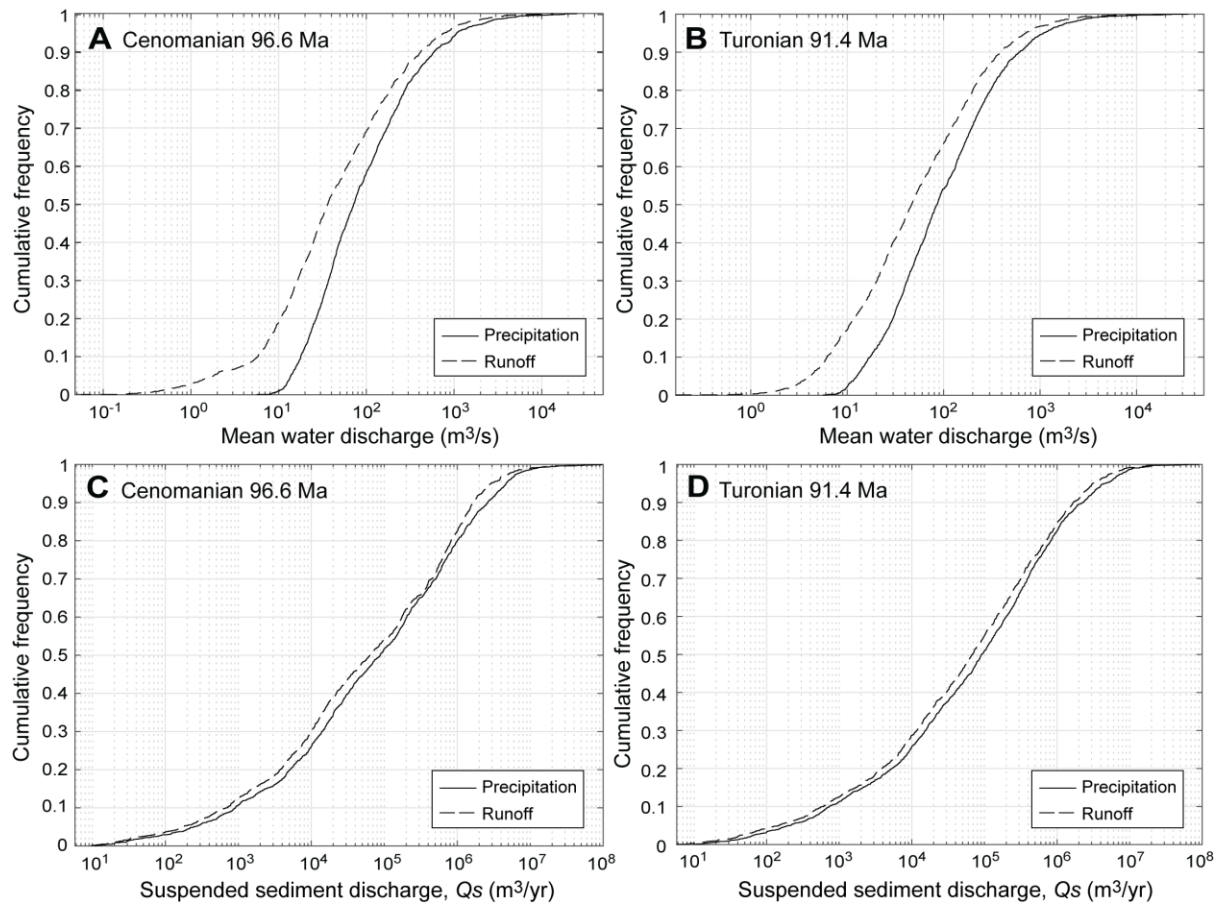 A Cenomanian 96.6 Ma
Cumulative frequency
1
0.9
0.8
0.7
0.6
0.5
0.4
0.3
0.2
0.1
0
Precipitation
Runoff
10⁻¹ 10⁰ 10¹ 10² 10³ 10⁴
Mean water discharge (m³/s)
B Turonian 91.4 Ma
Cumulative frequency
1
0.9
0.8
0.7
0.6
0.5
0.4
0.3
0.2
0.1
0
Precipitation
Runoff
10⁰ 10¹ 10² 10³ 10⁴
Mean water discharge (m³/s)
C Cenomanian 96.6 Ma
Cumulative frequency
1
0.9
0.8
0.7
0.6
0.5
0.4
0.3
0.2
0.1
0
Precipitation
Runoff
10¹ 10² 10³ 10⁴ 10⁵ 10⁶ 10⁷ 10⁸
Suspended sediment discharge, Qs (m³/yr)
D Turonian 91.4 Ma
Cumulative frequency
1
0.9
0.8
0.7
0.6
0.5
0.4
0.3
0.2
0.1
0
Precipitation
Runoff
10¹ 10² 10³ 10⁴ 10⁵ 10⁶ 10⁷ 10⁸
Suspended sediment discharge, Qs (m³/yr)